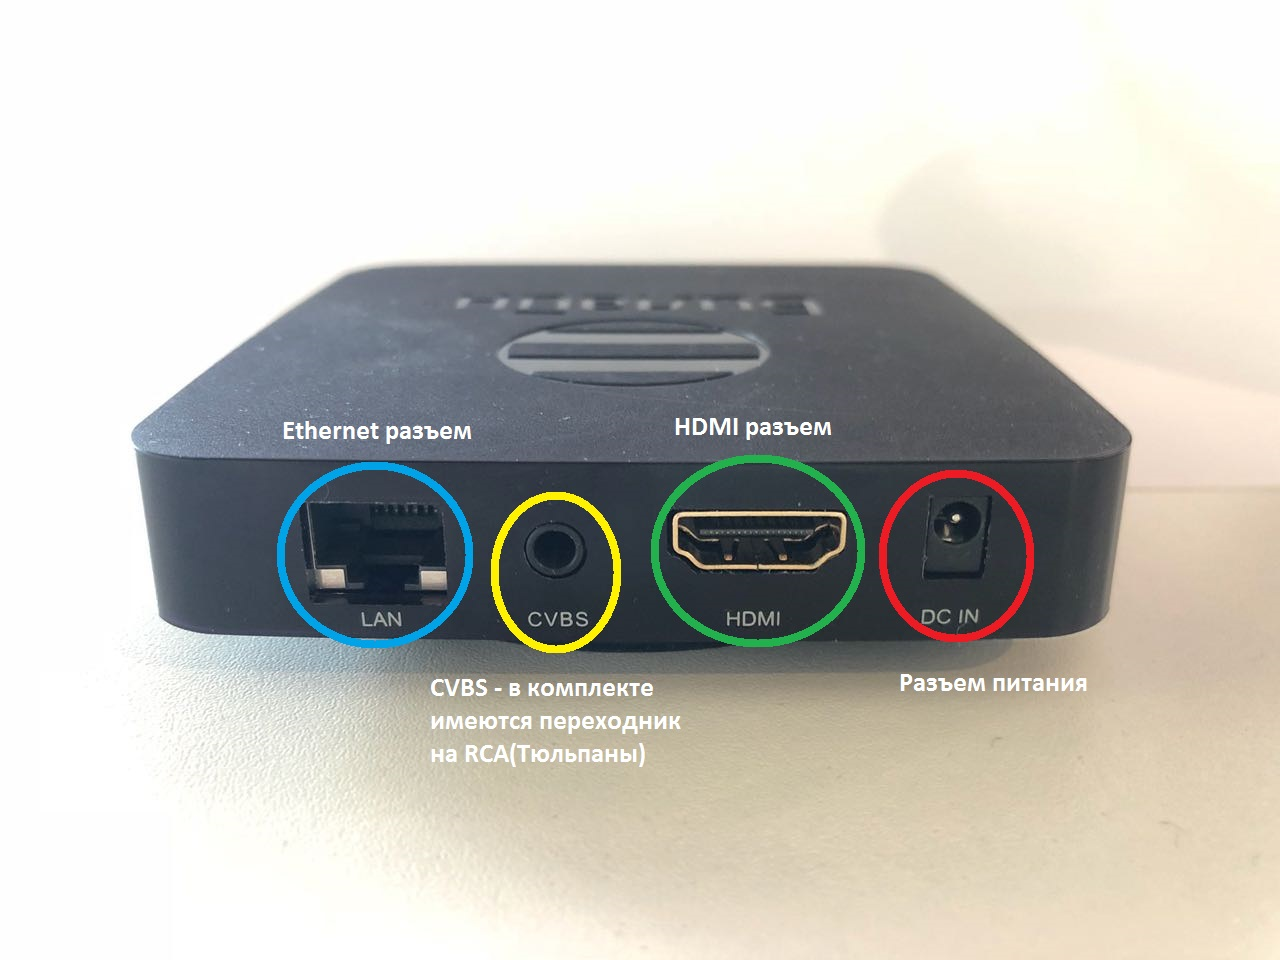 Ethernet разъем
HDMI разъем
LAN
CVBS
HDMI
DC IN
CVBS - в комплекте
имеются переходник
на RCA(Тюльпаны)
Разъем питания